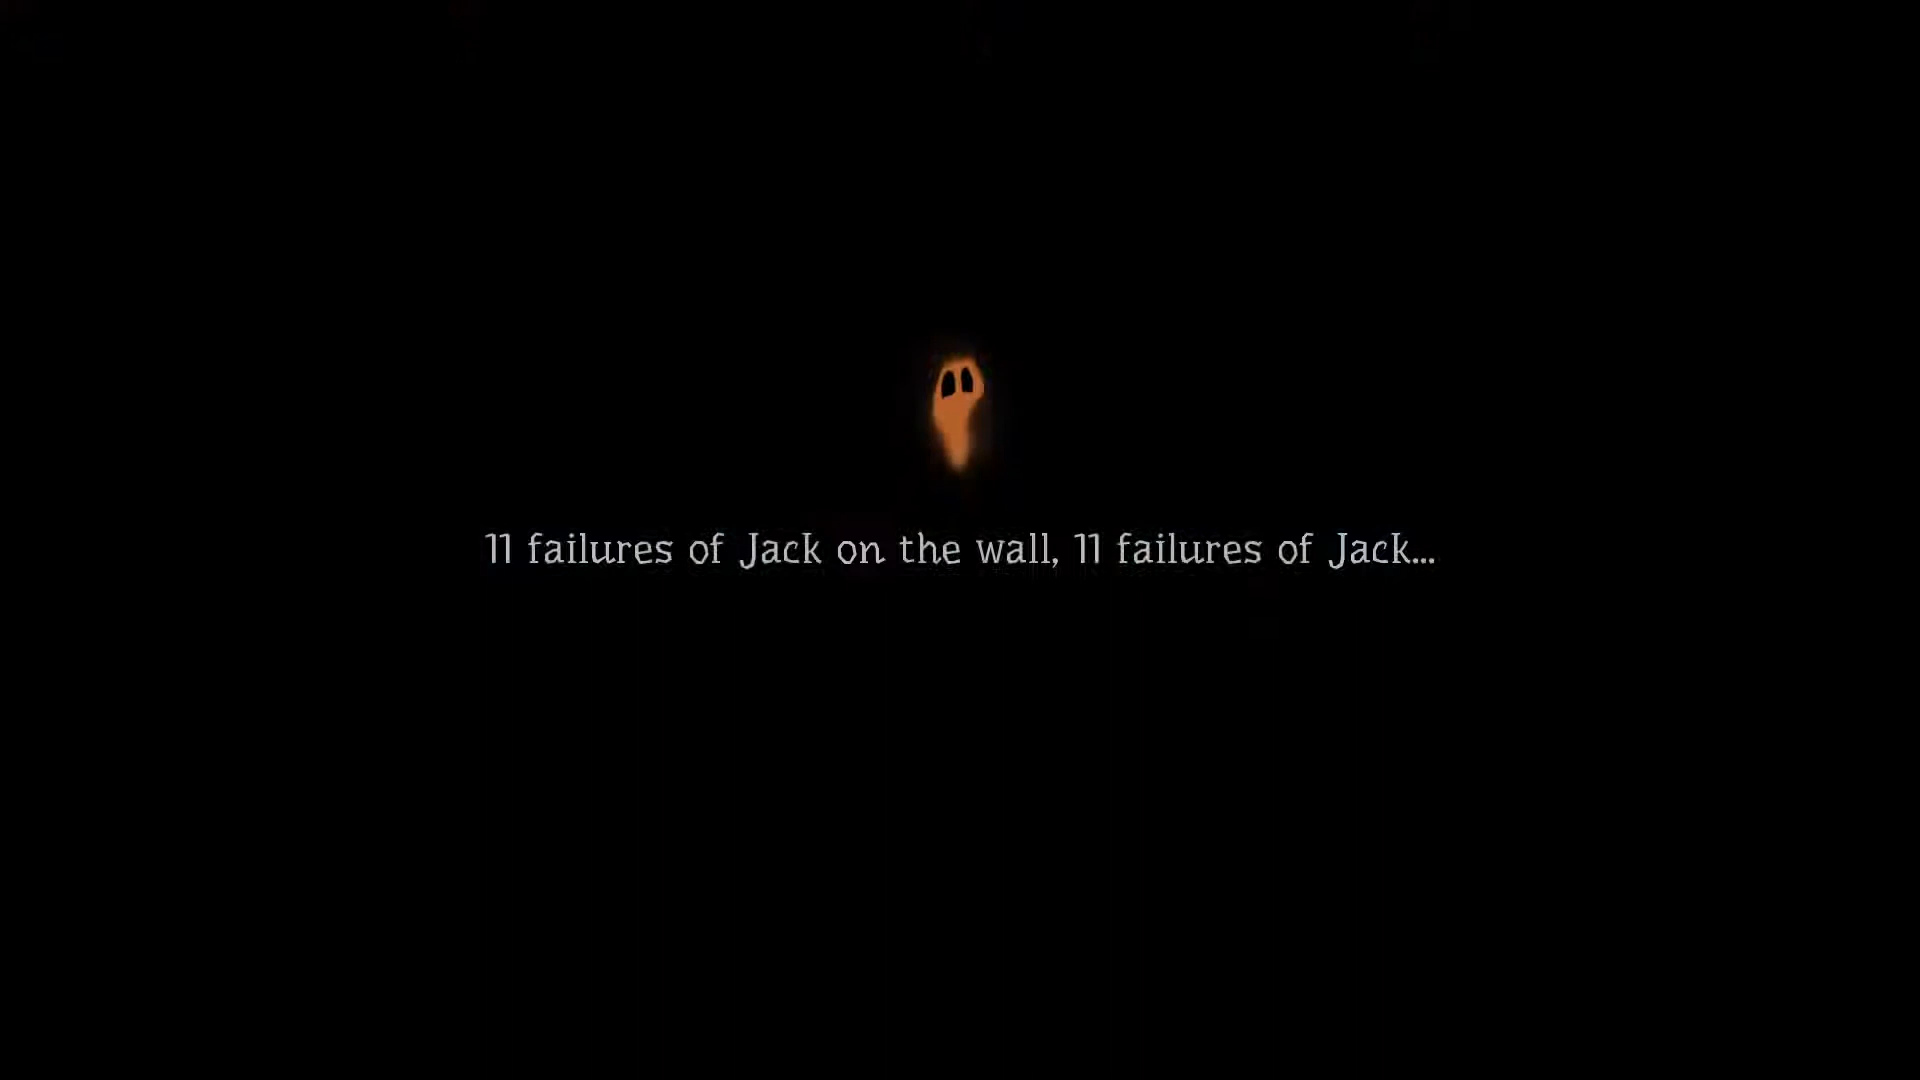 11 failures of Jack on the wall, 11 failures of Jack...